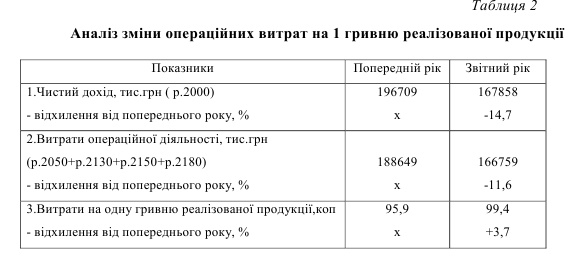 Таблиця 2
Аналіз зміни операційних витрат на 1 гривню реалізованої продукції
Показники Попередній рік Звітний рік
1.Чистий дохід, тис.грн ( р.2000) 196709 167858
- відхилення від попереднього року, % х -14,7
2.Витрати операційної діяльності, тис.грн
(р.2050+р.2130+р.2150+р.2180) 188649 166759
- відхилення від попереднього року, % х -11,6
3.Витрати на одну гривню реалізованої продукції,коп 95,9 99,4
- відхилення від попереднього року, % х +3,7